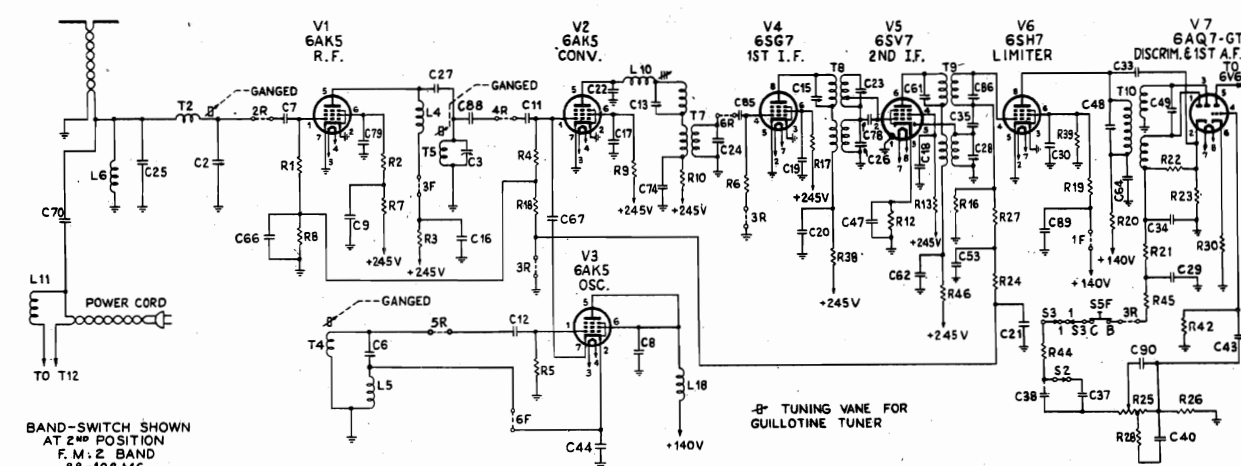 V1
6AK5
R.F.
V2
6AK5
CONV.
V4
6SG7
1ST I.F.
V5
6SV7
2ND I.F.
V6
6SH7
LIMITER
V7
6AQ7-GT
DISCRIM. & 1ST A.F.
TO
6V6
GANGED
T2
2R
C7
C27
GANGED
L4
C88
4R
C11
C22
L10
C13
T7
6R
C85
C15
T8
C23
C61
T9
C86
C33
C48
T10
C49
L6
C25
C2
R1
C79
R2
T5
C3
R4
C17
R9
+245V
C74
R10
+245V
C24
R6
3R
C19
R17
+245V
C78
C26
C18
C35
C28
C30
R39
R19
C64
R22
R23
C70
C66
R8
C9
R7
+245V
3F
R3
+245V
C16
R18
3R
C67
C20
R38
+245V
C47
R12
R13
+245V
C62
R46
+245V
R16
C53
R27
R24
C21
C89
1F
+140V
R20
+140V
C34
R21
C29
R45
R30
L11
POWER CORD
TO T12
GANGED
T4
C6
L5
5R
C12
R5
6F
C44
V3
6AK5
OSC.
C8
L18
+140V
TUNING VANE FOR
GUILLOTINE TUNER
S3
1
1
S3
S5F
C B
3R
R44
S2
C38
C37
R25
R28
C90
C40
R26
R42
C43
BAND-SWITCH SHOWN
AT 2ND POSITION
F.M. 2 BAND
88-108 MC